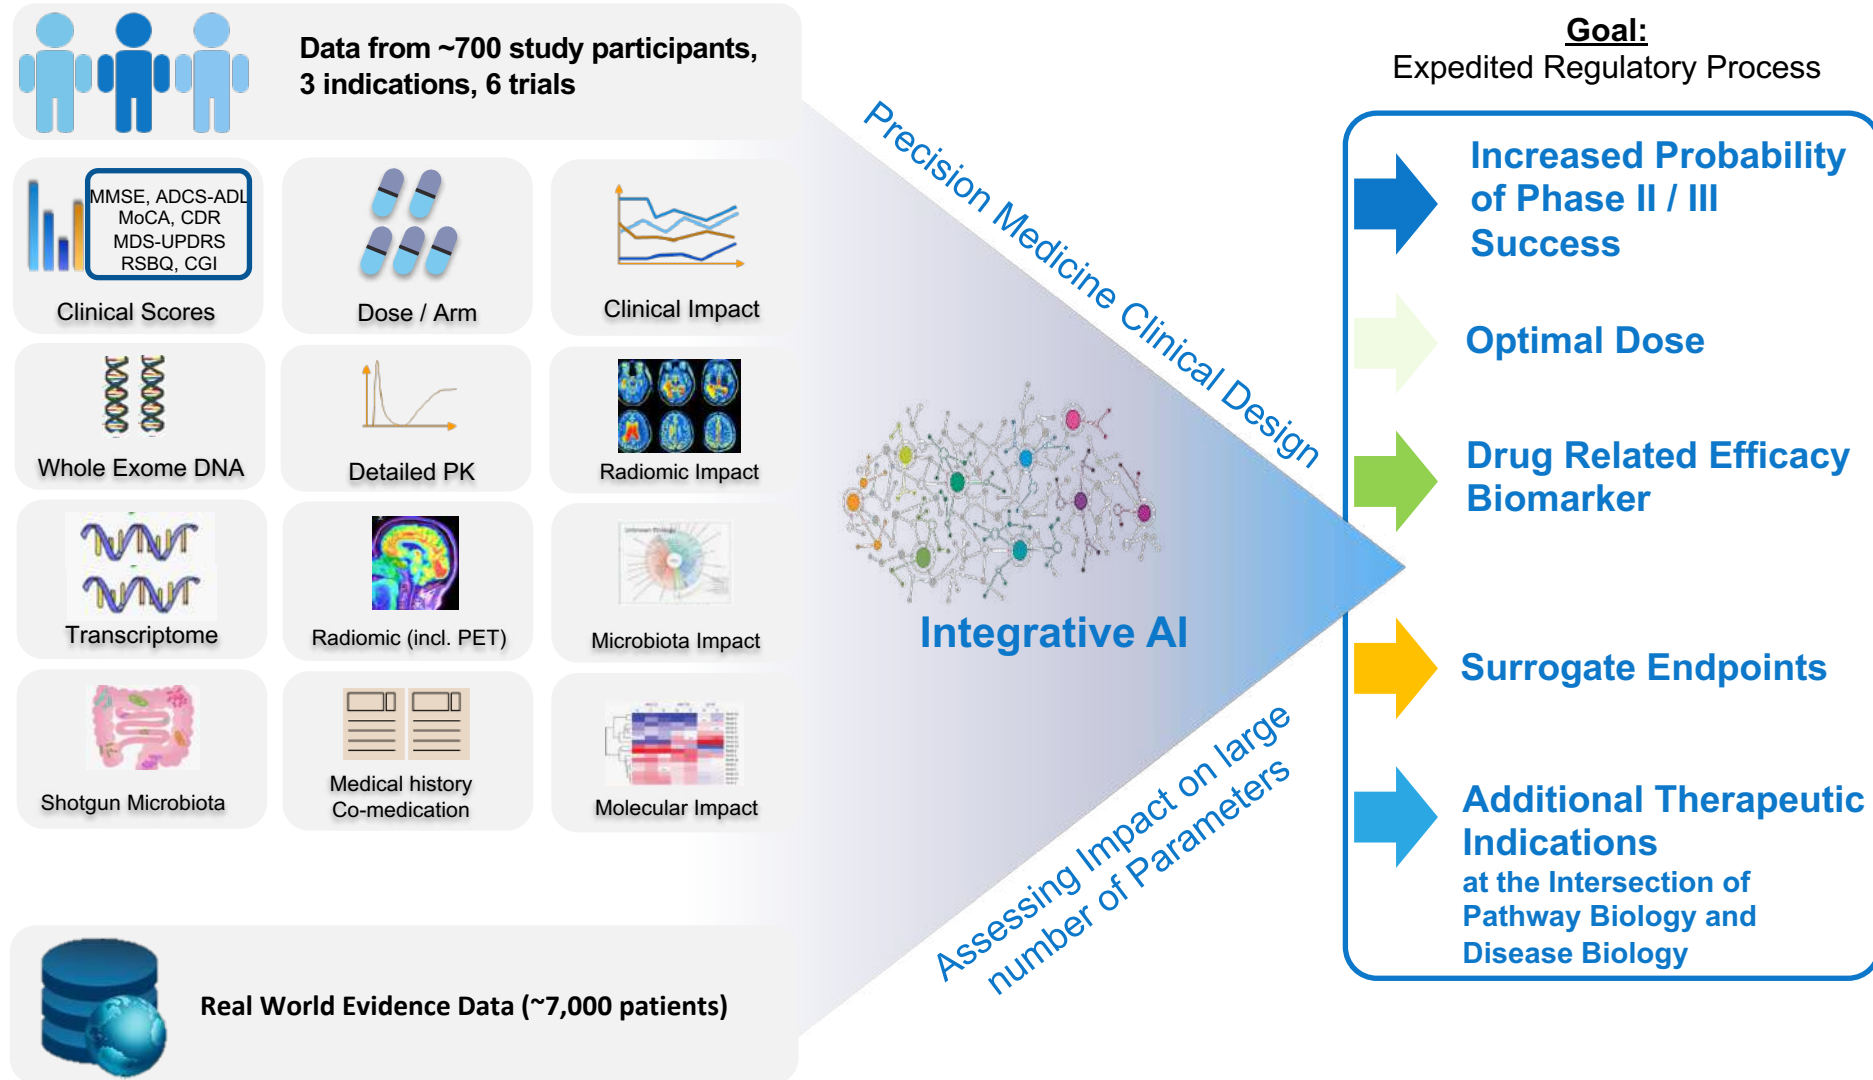 Data from ~700 study participants,
3 indications, 6 trials
MMSE, ADCS-ADL
MoCA, CDR
MDS-UPDRS
RSBQ, CGI
Clinical Scores
Dose / Arm
Clinical Impact
Whole Exome DNA
Detailed PK
Radiomic Impact
Transcriptome
Radiomic (incl. PET)
Microbiota Impact
Shotgun Microbiota
Medical history
Co-medication
Molecular Impact
Real World Evidence Data (~7,000 patients)
Precision Medicine Clinical Design
Integrative AI
Assessing Impact on large
number of Parameters
Goal:
Expedited Regulatory Process
Increased Probability
of Phase II / III
Success
Optimal Dose
Drug Related Efficacy
Biomarker
Surrogate Endpoints
Additional Therapeutic
Indications
at the Intersection of
Pathway Biology and
Disease Biology